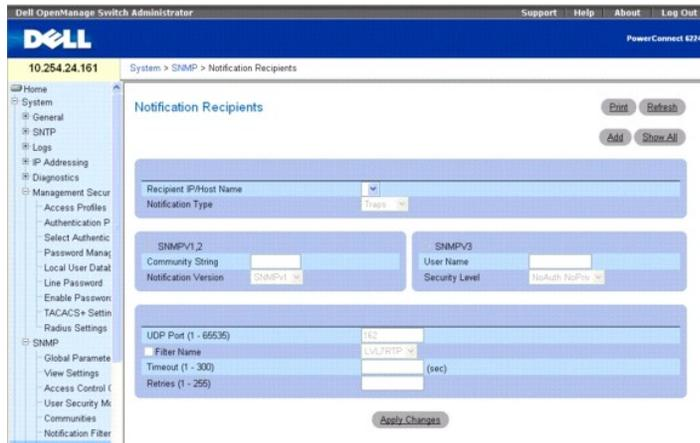 Dell OpenManage Switch Administrator
Support Help About Log Out
DELL
PowerConnect 6224
10.254.24.161
System > SNMP > Notification Recipients
Home
System
General
SNTP
Logs
IP Addressing
Diagnostics
Management Secur
Access Profiles
Authentication P
Select Authentic
Password Manag
Local User Datab
Line Password
Enable Password
TACACS+ Settin
Radius Settings
SNMP
Global Paramete
View Settings
Access Control G
User Security Mo
Communities
Notification Filter
Notification Recipients
Print Refresh
Add Show All
Recipient IP/Host Name
Notification Type Traps
SNMPV1,2
Community String
Notification Version SNMPv1
SNMPV3
User Name
Security Level NoAuth NoPriv
UDP Port (1 - 65535) 162
Filter Name LVL7RTP
Timeout (1 - 300) (sec)
Retries (1 - 255)
Apply Changes